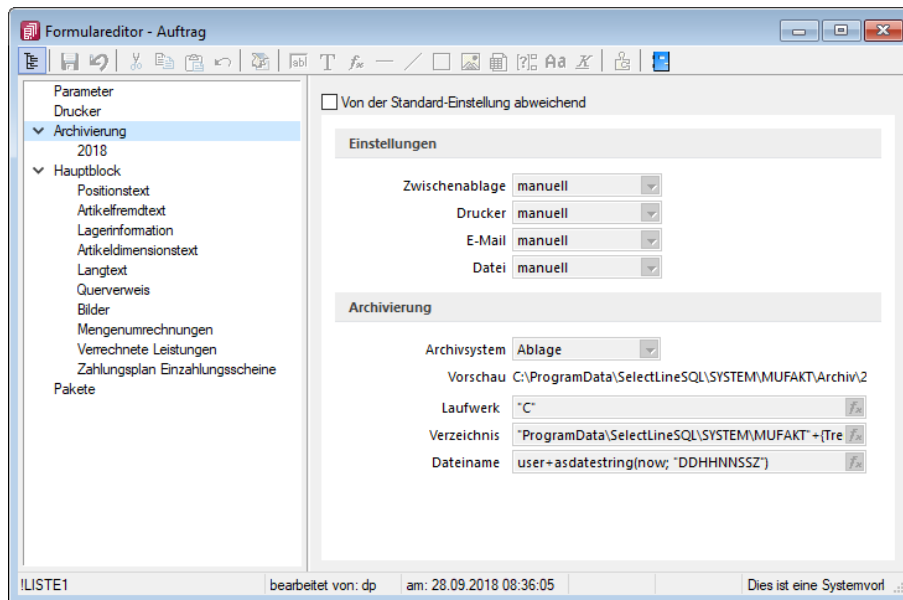 Formulareditor - Auftrag
Parameter
Drucker
Archivierung
2018
Hauptblock
Positionstext
Artikelfremdtext
Lagerinformation
Artikeldimensionstext
Langtext
Querverweis
Bilder
Mengenumrechnungen
Verrechnete Leistungen
Zahlungsplan Einzahlungsscheine
Pakete
Von der Standard-Einstellung abweichend
Einstellungen
Zwischenablage manuell
Drucker manuell
E-Mail manuell
Datei manuell
Archivierung
Archivsystem Ablage
Vorschau C:\ProgramData\SelectLineSQL\SYSTEM\MUFAKT\Archiv\2
Laufwerk "C"
Verzeichnis "ProgramData\SelectLineSQL\SYSTEM\MUFAKT"+{Tre
Dateiname user+asdatestring(now; "DDHHNNSSZ")
!LISTE1 bearbeitet von: dp am: 28.09.2018 08:36:05 Dies ist eine Systemvorl